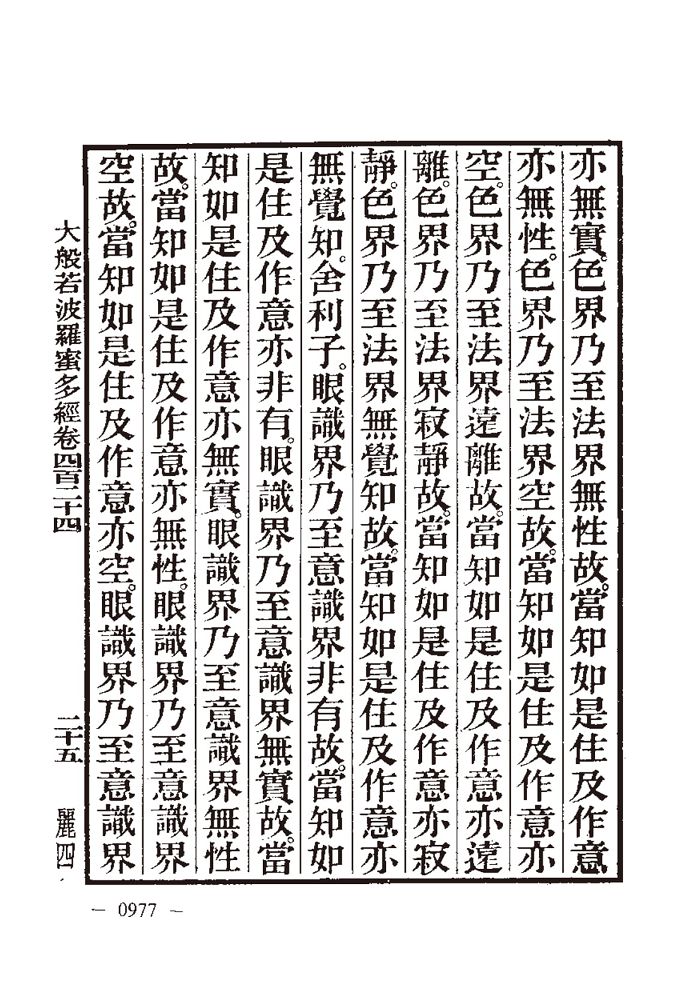 亦無實。色界乃至法界無性故。當知如是住及作意
亦無性。色界乃至法界空故。當知如是住及作意亦
空。色界乃至法界遠離故。當知如是住及作意亦遠
離。色界乃至法界寂靜故。當知如是住及作意亦寂
靜。色界乃至法界無覺知故。當知如是住及作意亦
無覺知。舍利子。眼識界乃至意識界非有故。當知如
是住及作意亦非有。眼識界乃至意識界無實故。當
知如是住及作意亦無實。眼識界乃至意識界無性
故。當知如是住及作意亦無性。眼識界乃至意識界
空故。當知如是住及作意亦空。眼識界乃至意識界
大般若波羅蜜多經卷四百二十四 二十五 麗四
— 0977 —